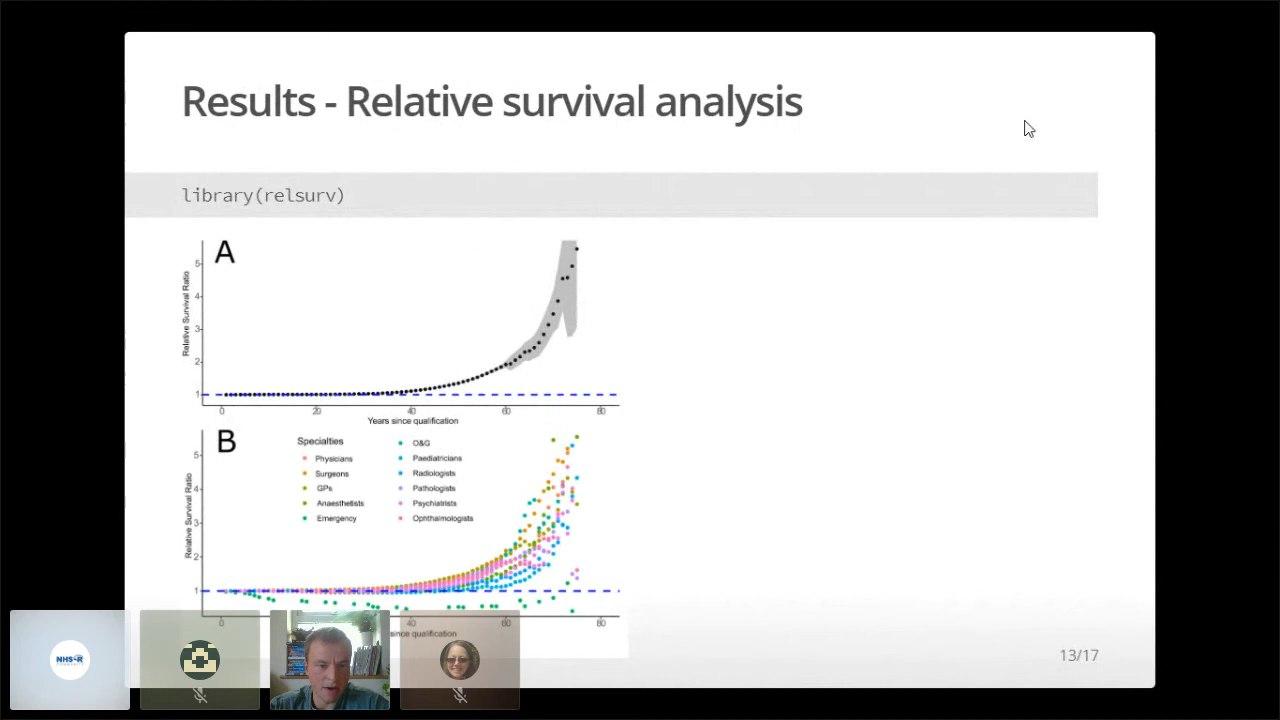 Results - Relative survival analysis
library(relsurv)
A
Relative Survival Ratio
5
4
3
2
1
0 20 40 60 80
Years since qualification
B
Relative Survival Ratio
5
4
3
2
1
Specialties
Physicians
Surgeons
GPs
Anaesthetists
Emergency
O&G
Paediatricians
Radiologists
Pathologists
Psychiatrists
Ophthalmologists
0 60 80
since qualification
13/17
NHS-R
COMMUNITY